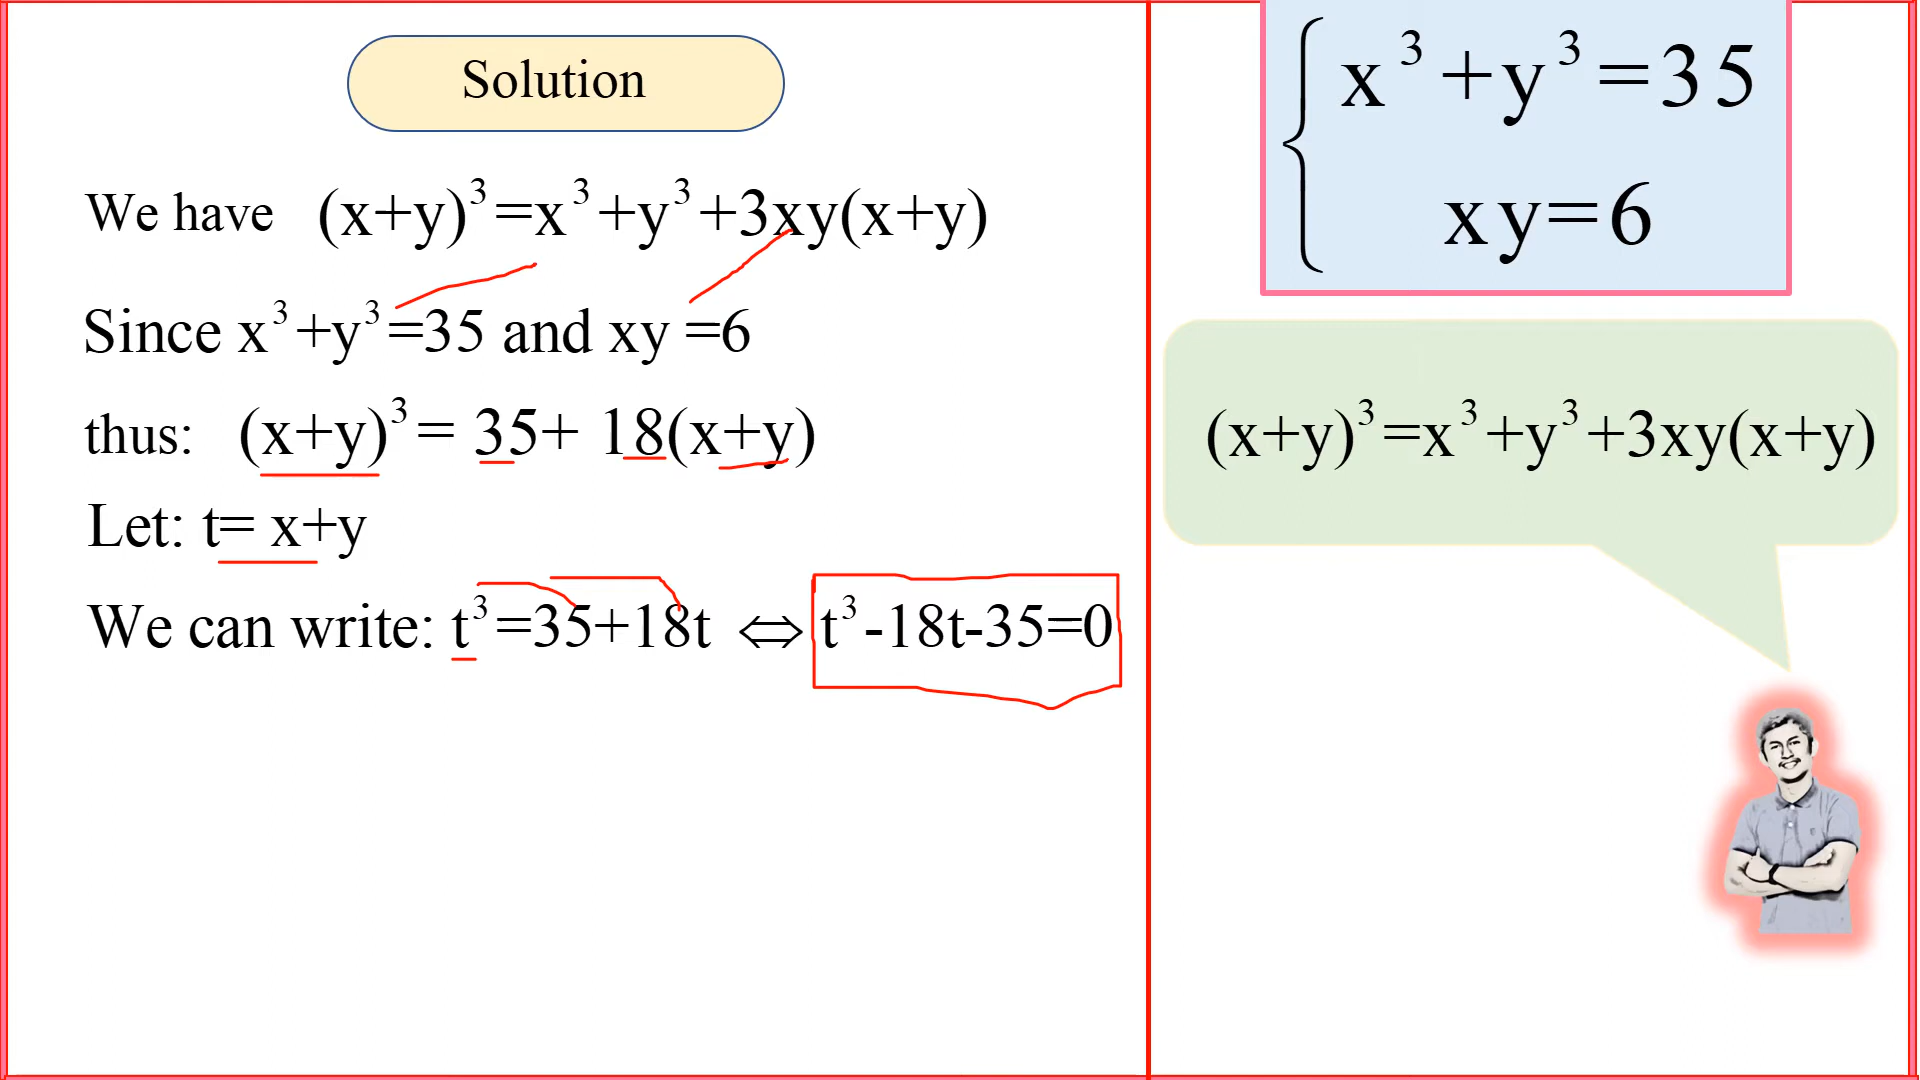 Solution
We have (x+y)³=x³+y³+3xy(x+y)
Since x³+y³=35 and xy =6
thus: (x+y)³= 35+ 18(x+y)
Let: t= x+y
We can write: t³=35+18t ⇔ t³-18t-35=0
x³+y³=35
xy=6
(x+y)³=x³+y³+3xy(x+y)